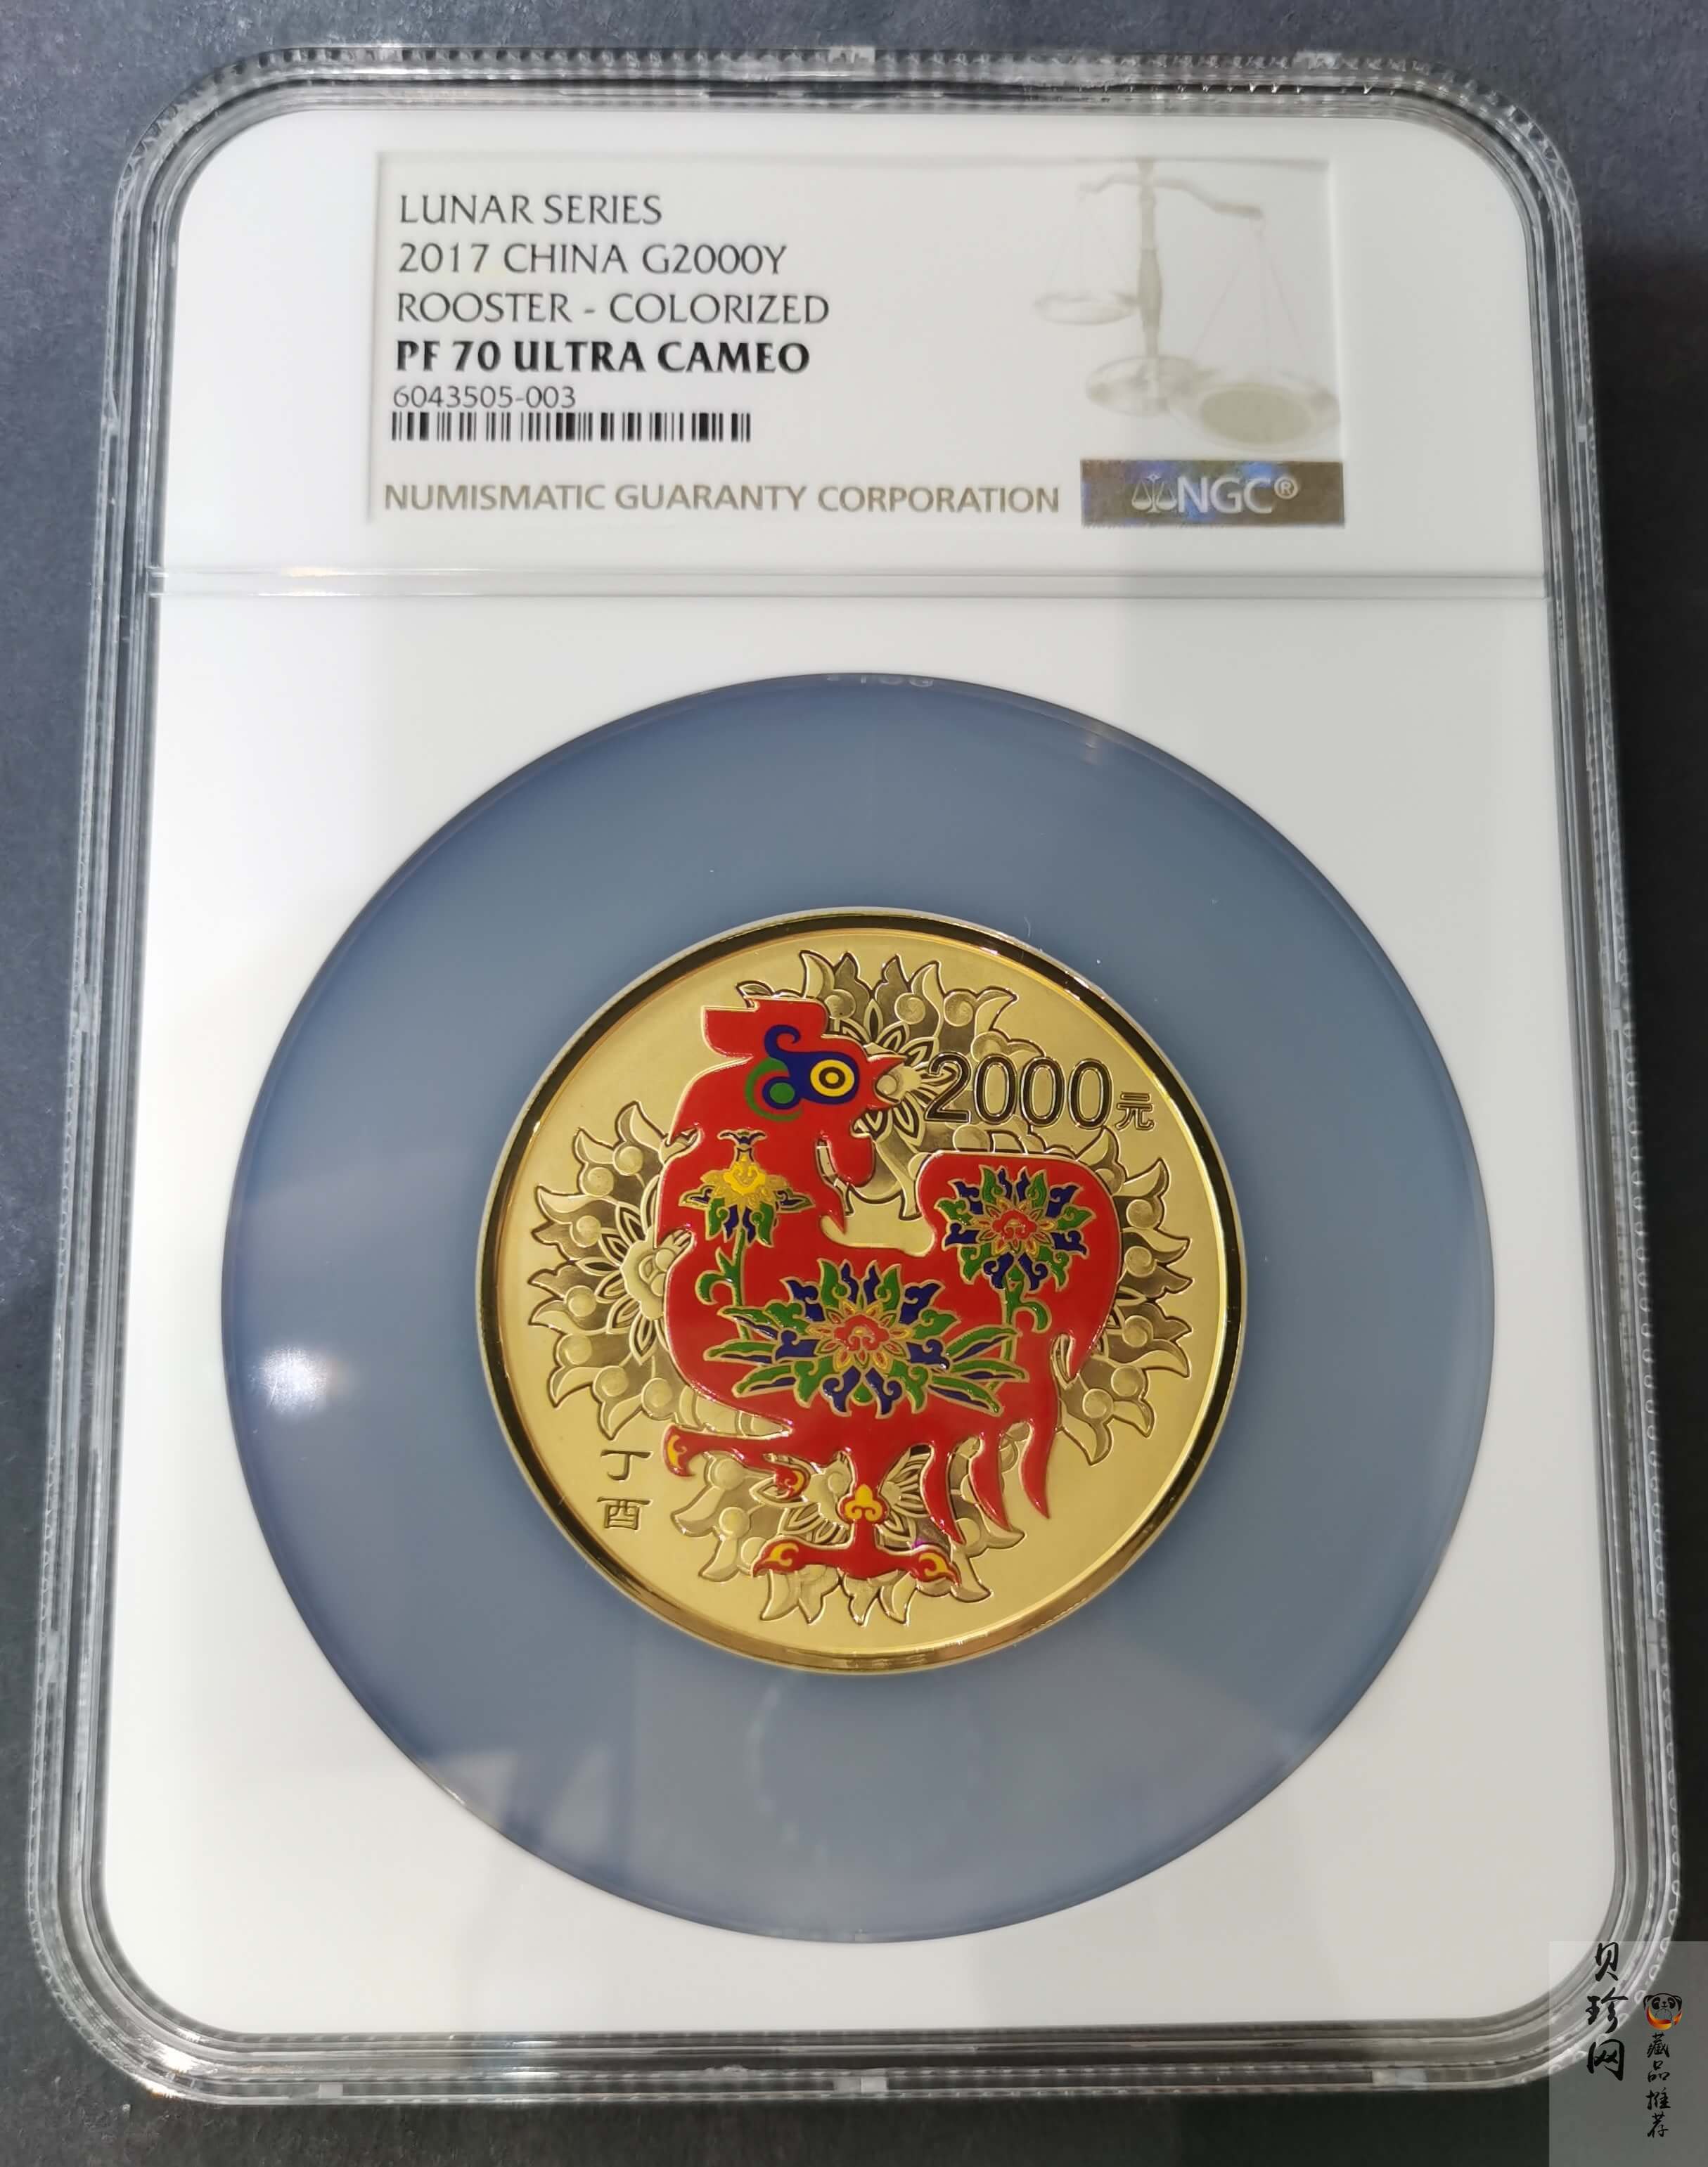 LUNAR SERIES
2017 CHINA G2000Y
ROOSTER - COLORIZED
PF 70 ULTRA CAMEO
6043505-003
NUMISMATIC GUARANTY CORPORATION
NGC®
2000元
丁酉
贝珍网
藏品推荐